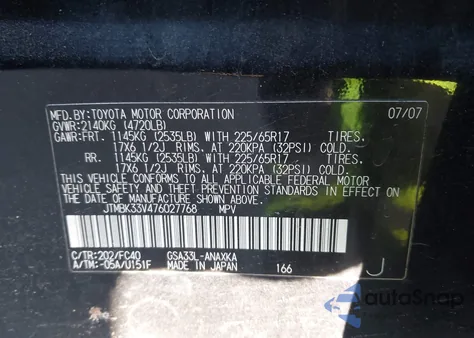 MFD.BY:TOYOTA MOTOR CORPORATION 07/07
GVWR:2140KG (4720LB)
GAWR:FRT. 1145KG (2535LB) WITH 225/65R17 TIRES.
17X6 1/2J RIMS. AT 220KPA (32PSI) COLD.
RR. 1145KG (2535LB) WITH 225/65R17 TIRES.
17X6 1/2J RIMS. AT 220KPA (32PSI) COLD.
THIS VEHICLE CONFORMS TO ALL APPLICABLE FEDERAL MOTOR
VEHICLE SAFETY AND THEFT PREVENTION STANDARDS IN EFFECT
ON THE DATE OF MANUFACTURE SHOWN ABOVE.
JTMBK33V476027768 MPV
C/TR:202/FC40 GSA33L-ANAXKA
A/TM:-05A/U151F MADE IN JAPAN 166 J
AutoSnap